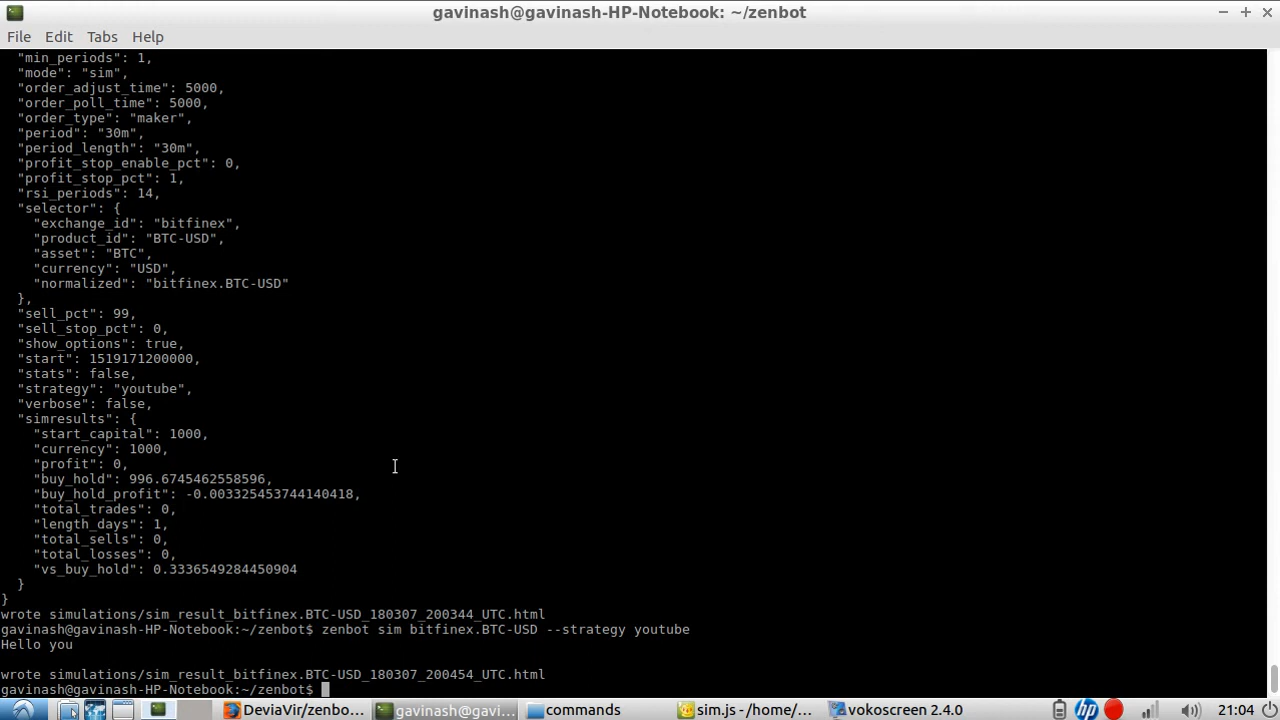 gavinash@gavinash-HP-Notebook: ~/zenbot
File Edit Tabs Help
"min_periods": 1,
"mode": "sim",
"order_adjust_time": 5000,
"order_poll_time": 5000,
"order_type": "maker",
"period": "30m",
"period_length": "30m",
"profit_stop_enable_pct": 0,
"profit_stop_pct": 1,
"rsi_periods": 14,
"selector": {
"exchange_id": "bitfinex",
"product_id": "BTC-USD",
"asset": "BTC",
"currency": "USD",
"normalized": "bitfinex.BTC-USD"
},
"sell_pct": 99,
"sell_stop_pct": 0,
"show_options": true,
"start": 1519171200000,
"stats": false,
"strategy": "youtube",
"verbose": false,
"simresults": {
"start_capital": 1000,
"currency": 1000,
"profit": 0,
"buy_hold": 996.6745462558596,
"buy_hold_profit": -0.003325453744140418,
"total_trades": 0,
"length_days": 1,
"total_sells": 0,
"total_losses": 0,
"vs_buy_hold": 0.3336549284450904
}
}
wrote simulations/sim_result_bitfinex.BTC-USD_180307_200344_UTC.html
gavinash@gavinash-HP-Notebook:~/zenbot$ zenbot sim bitfinex.BTC-USD --strategy youtube
Hello you
wrote simulations/sim_result_bitfinex.BTC-USD_180307_200454_UTC.html
gavinash@gavinash-HP-Notebook:~/zenbot$
DeviaVir/zenbo... gavinash@gavi... commands sim.js - /home/... vokoscreen 2.4.0 hp 21:04